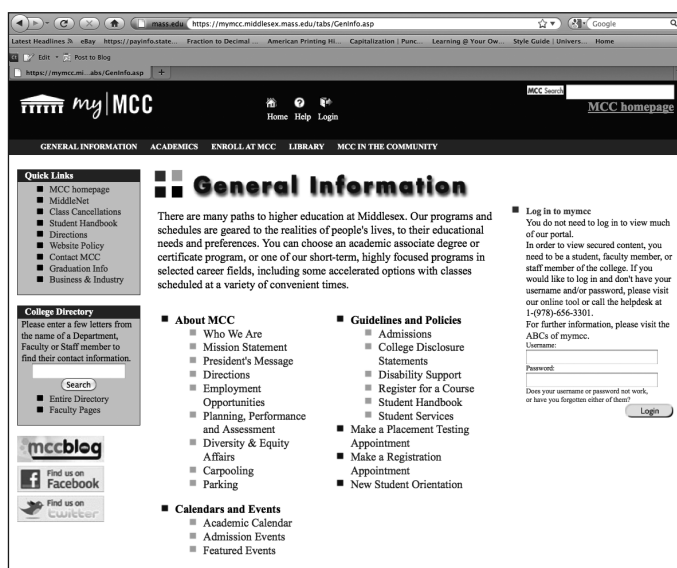 mass.edu https://mymcc.middlesex.mass.edu/tabs/GenInfo.asp
Google
Latest Headlines eBay https://payinfo.state... Fraction to Decimal ... American Printing Hi... Capitalization | Punc... Learning @ Your Ow... Style Guide | Univers... Home
Edit Post to Blog
https://mymcc.mi...abs/GenInfo.asp
my|MCC
Home Help Login
MCC Search
MCC homepage
GENERAL INFORMATION ACADEMICS ENROLL AT MCC LIBRARY MCC IN THE COMMUNITY
Quick Links
MCC homepage
MiddleNet
Class Cancellations
Student Handbook
Directions
Website Policy
Contact MCC
Graduation Info
Business & Industry
College Directory
Please enter a few letters from
the name of a Department,
Faculty or Staff member to
find their contact information.
Search
Entire Directory
Faculty Pages
mccblog
Find us on
Facebook
Find us on
twitter
General Information
There are many paths to higher education at Middlesex. Our programs and
schedules are geared to the realities of people's lives, to their educational
needs and preferences. You can choose an academic associate degree or
certificate program, or one of our short-term, highly focused programs in
selected career fields, including some accelerated options with classes
scheduled at a variety of convenient times.
About MCC
Who We Are
Mission Statement
President's Message
Directions
Employment
Opportunities
Planning, Performance
and Assessment
Diversity & Equity
Affairs
Carpooling
Parking
Calendars and Events
Academic Calendar
Admission Events
Featured Events
Guidelines and Policies
Admissions
College Disclosure
Statements
Disability Support
Register for a Course
Student Handbook
Student Services
Make a Placement Testing
Appointment
Make a Registration
Appointment
New Student Orientation
Log in to mymcc
You do not need to log in to view much
of our portal.
In order to view secured content, you
need to be a student, faculty member, or
staff member of the college. If you
would like to log in and don't have your
username and/or password, please visit
our online tool or call the helpdesk at
1-(978)-656-3301.
For further information, please visit the
ABCs of mymcc.
Username:
Password:
Does your username or password not work,
or have you forgotten either of them?
Login